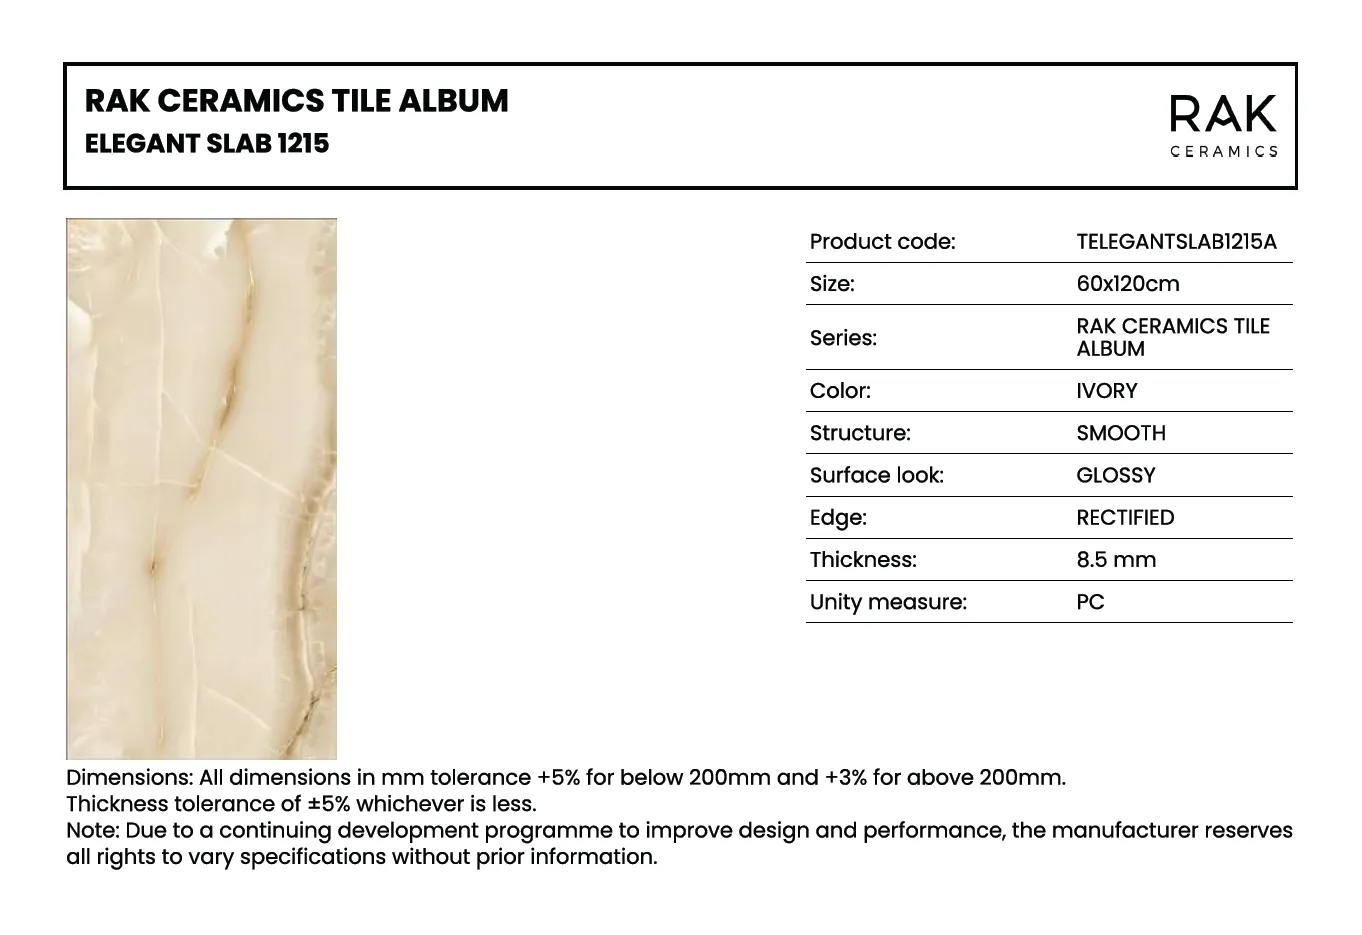 RAK CERAMICS TILE ALBUM
ELEGANT SLAB 1215
RAK
CERAMICS
Product code: TELEGANTSLAB1215A
Size: 60x120cm
Series: RAK CERAMICS TILE
ALBUM
Color: IVORY
Structure: SMOOTH
Surface look: GLOSSY
Edge: RECTIFIED
Thickness: 8.5 mm
Unity measure: PC
Dimensions: All dimensions in mm tolerance +5% for below 200mm and +3% for above 200mm.
Thickness tolerance of ±5% whichever is less.
Note: Due to a continuing development programme to improve design and performance, the manufacturer reserves
all rights to vary specifications without prior information.